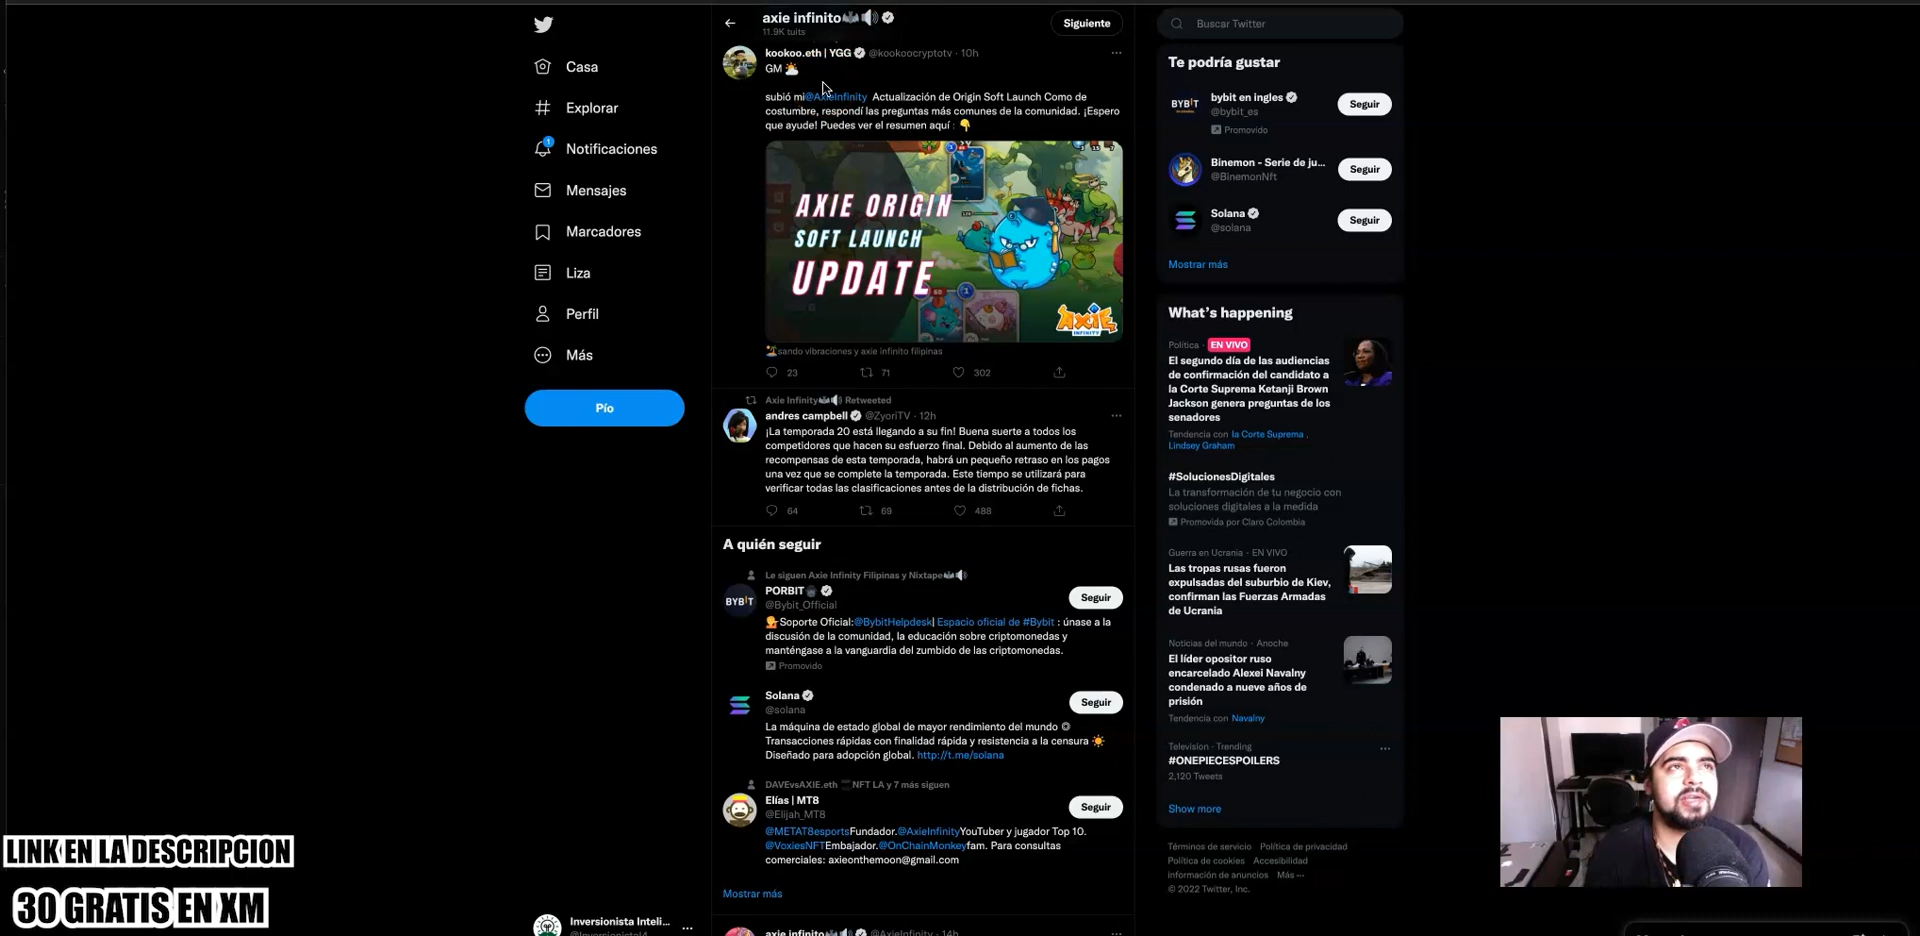 Casa
Explorar
1
Notificaciones
Mensajes
Marcadores
Liza
Perfil
Más
Pío
Inversionista Inteli...
LINK EN LA DESCRIPCION
30 GRATIS EN XM
axie infinito
11.9K tuits
Siguiente
kookoo.eth | YGG @kookoocryptotv · 10h
GM
subió mi@AxieInfinity Actualización de Origin Soft Launch Como de
costumbre, respondí las preguntas más comunes de la comunidad. ¡Espero
que ayude! Puedes ver el resumen aquí :
AXIE ORIGIN
SOFT LAUNCH
UPDATE
AXIE
INFINITY
sando vibraciones y axie infinito filipinas
23 71 302
Axie Infinity Retweeted
andres campbell @ZyoriTV · 12h
¡La temporada 20 está llegando a su fin! Buena suerte a todos los
competidores que hacen su esfuerzo final. Debido al aumento de las
recompensas de esta temporada, habrá un pequeño retraso en los pagos
una vez que se complete la temporada. Este tiempo se utilizará para
verificar todas las clasificaciones antes de la distribución de fichas.
64 69 488
A quién seguir
Le siguen Axie Infinity Filipinas y Nixtape
BYBIT
PORBIT
@Bybit_Official
Seguir
Soporte Oficial:@BybitHelpdesk| Espacio oficial de #Bybit : únase a la
discusión de la comunidad, la educación sobre criptomonedas y
manténgase a la vanguardia del zumbido de las criptomonedas.
Promovido
Solana
@solana
Seguir
La máquina de estado global de mayor rendimiento del mundo
Transacciones rápidas con finalidad rápida y resistencia a la censura
Diseñado para adopción global. http://t.me/solana
DAVEvsAXIE.eth NFT LA y 7 más siguen
Elías | MT8
@Elijah_MT8
Seguir
@METAT8esportsFundador.@AxieInfinityYouTuber y jugador Top 10.
@VoxiesNFTEmbajador.@OnChainMonkeyfam. Para consultas
comerciales: axieonthemoon@gmail.com
Mostrar más
axie infinito @AxieInfinity · 14h
Buscar Twitter
Te podría gustar
BYBIT
bybit en ingles
@bybit_es
Promovido
Seguir
Binemon - Serie de ju...
@BinemonNft
Seguir
Solana
@solana
Seguir
Mostrar más
What's happening
Política · EN VIVO
El segundo día de las audiencias
de confirmación del candidato a
la Corte Suprema Ketanji Brown
Jackson genera preguntas de los
senadores
Tendencia con la Corte Suprema ,
Lindsey Graham
#SolucionesDigitales
La transformación de tu negocio con
soluciones digitales a la medida
Promovida por Claro Colombia
Guerra en Ucrania · EN VIVO
Las tropas rusas fueron
expulsadas del suburbio de Kiev,
confirman las Fuerzas Armadas
de Ucrania
Noticias del mundo · Anoche
El líder opositor ruso
encarcelado Alexei Navalny
condenado a nueve años de
prisión
Tendencia con Navalny
Television · Trending
#ONEPIECESPOILERS
2,120 Tweets
Show more
Términos de servicio Política de privacidad
Política de cookies Accesibilidad
información de anuncios Más ···
© 2022 Twitter, Inc.